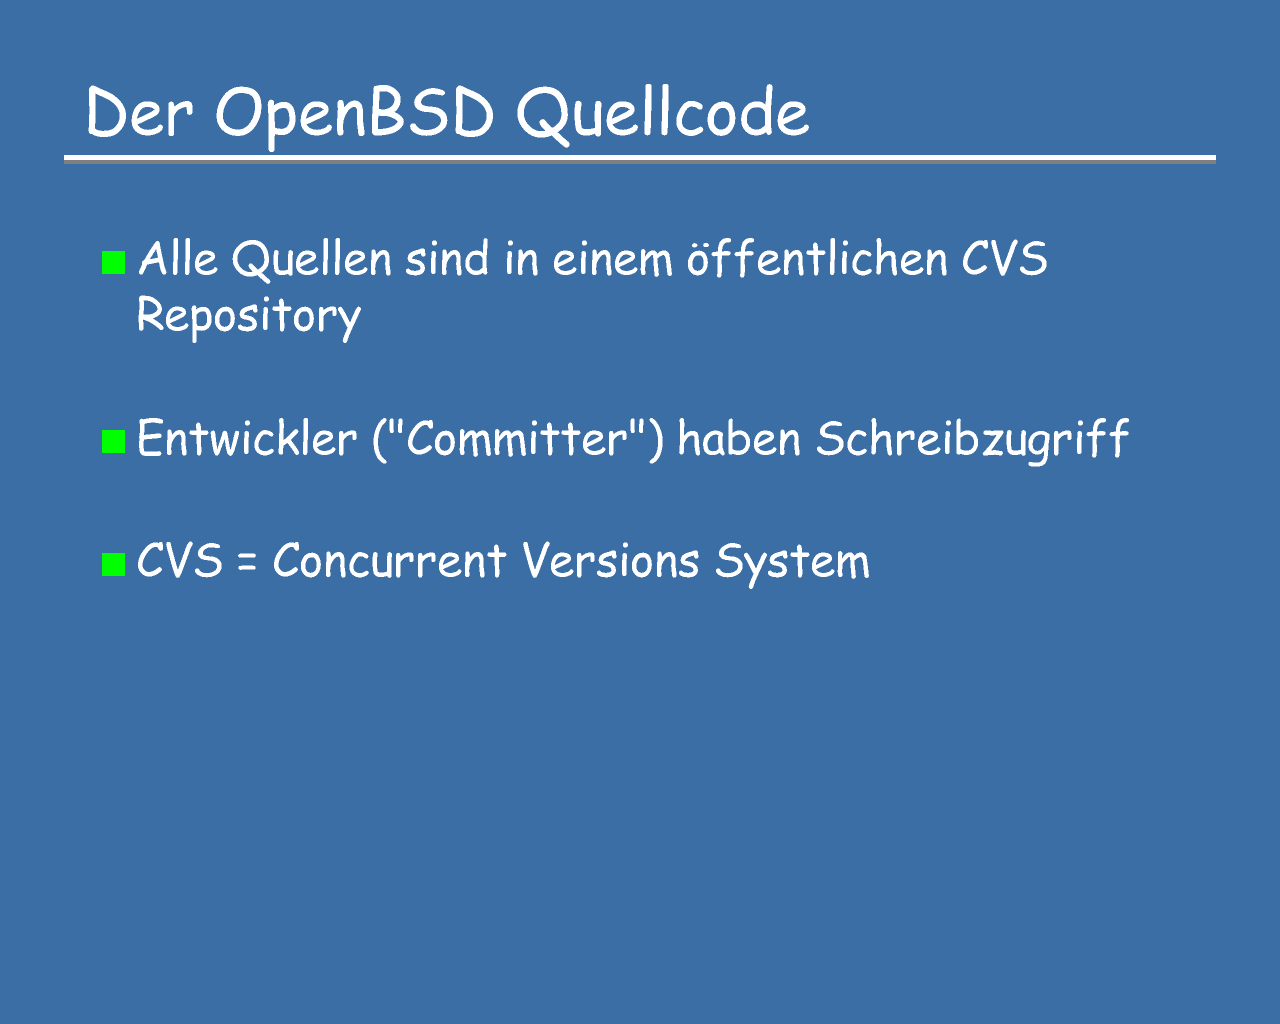 Der OpenBSD Quellcode
Alle Quellen sind in einem öffentlichen CVS
Repository
Entwickler ("Committer") haben Schreibzugriff
CVS = Concurrent Versions System